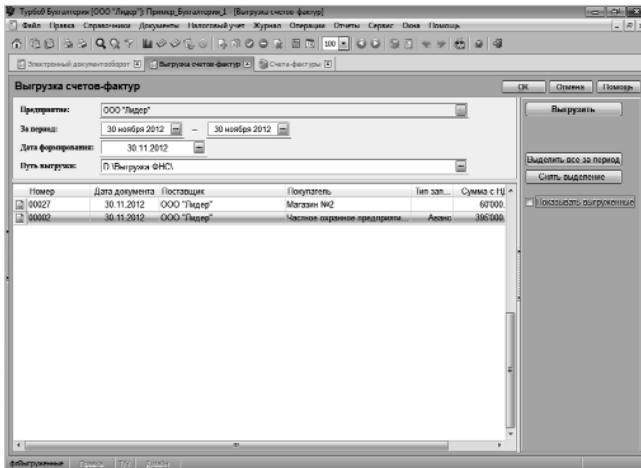 Турбо9 Бухгалтерия [ООО "Лидер"]: Пример_Бухгалтерия_1 - [Выгрузка счетов-фактур]
Файл Правка Справочники Документы Налоговый учет Журнал Операции Отчеты Сервис Окна Помощь
100
Электронный документооборот Выгрузка счетов-фактур Счета-фактуры
Выгрузка счетов-фактур OK Отмена Помощь
Предприятие: ООО "Лидер" Выгрузить
За период: 30 ноября 2012 – 30 ноября 2012
Дата формирования: 30.11.2012
Путь выгрузки: D:\Выгрузка ФНС\ Выделить все за период
Снять выделение
Номер Дата документа Поставщик Покупатель Тип зап... Сумма с НД
00027 30.11.2012 ООО "Лидер" Магазин №2 60'000. Показывать выгруженные
00002 30.11.2012 ООО "Лидер" Частное охранное предприяти... Аванс 396'000.